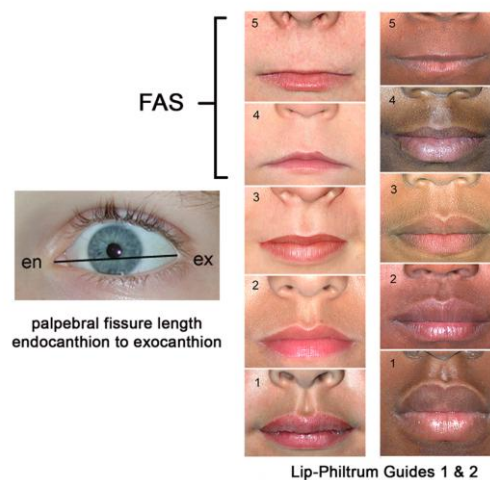 FAS
5
4
3
2
1
5
4
3
2
1
en
ex
palpebral fissure length
endocanthion to exocanthion
Lip-Philtrum Guides 1 & 2